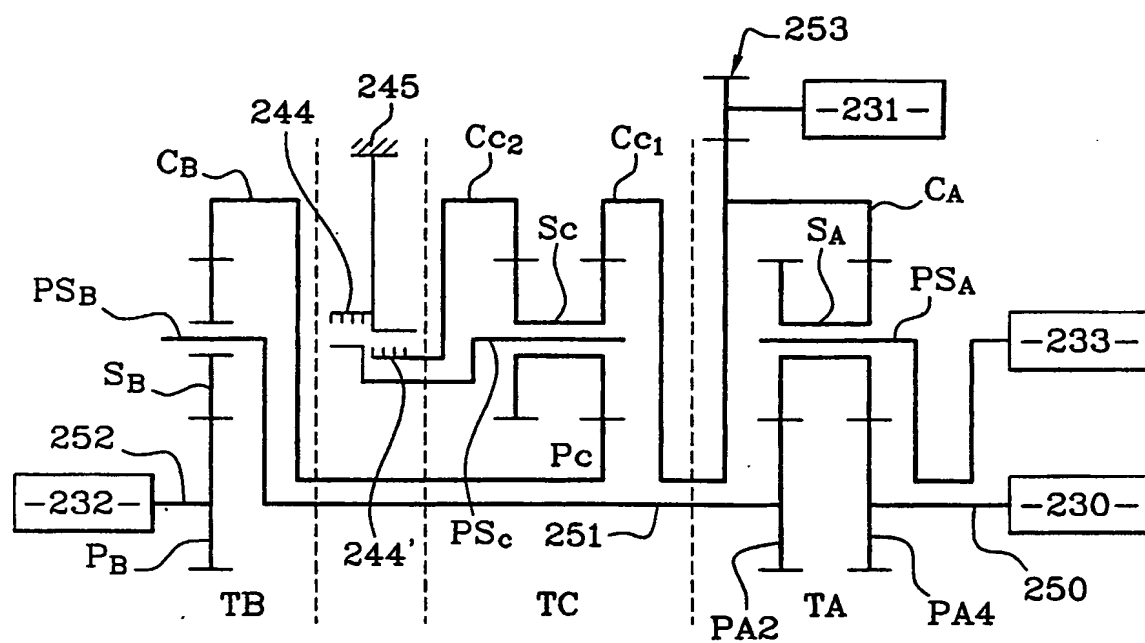 253
245
244
-231-
CB
Cc2
Cc1
CA
Sc
SA
PSB
PSA
-233-
SB
252
Pc
-232-
-230-
PB
244'
PSc
251
250
TB
TC
TA
PA2
PA4